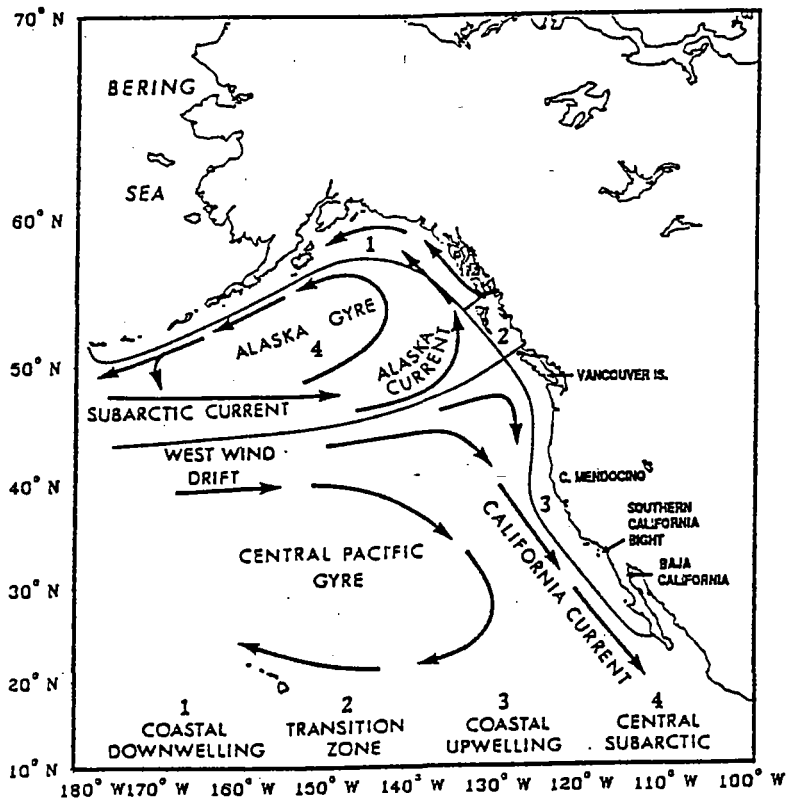 70° N
BERING
SEA
60° N
1
ALASKA GYRE
4
ALASKA
CURRENT
2
50° N
VANCOUVER IS.
SUBARCTIC CURRENT
WEST WIND
DRIFT
C. MENDOCINO
40° N
3
SOUTHERN
CALIFORNIA
BIGHT
CENTRAL PACIFIC
GYRE
CALIFORNIA CURRENT
BAJA
CALIFORNIA
30° N
20° N
1 2 3 4
COASTAL TRANSITION COASTAL CENTRAL
DOWNWELLING ZONE UPWELLING SUBARCTIC
10° N
180° W 170° W 160° W 150° W 140° W 130° W 120° W 110° W 100° W